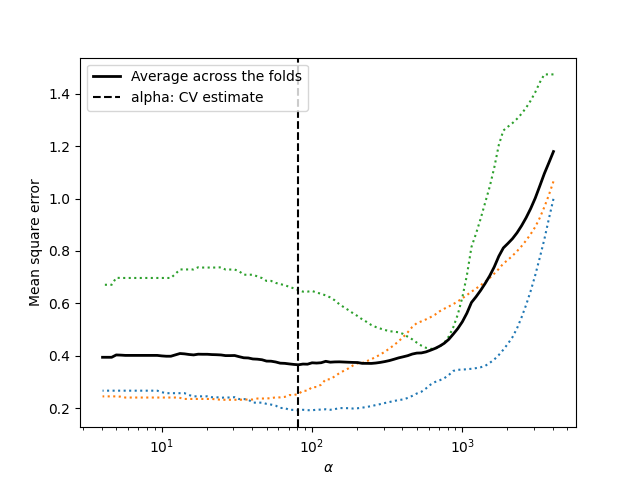 Average across the folds
alpha: CV estimate
Mean square error
1.4
1.2
1.0
0.8
0.6
0.4
0.2
10¹
10²
10³
α